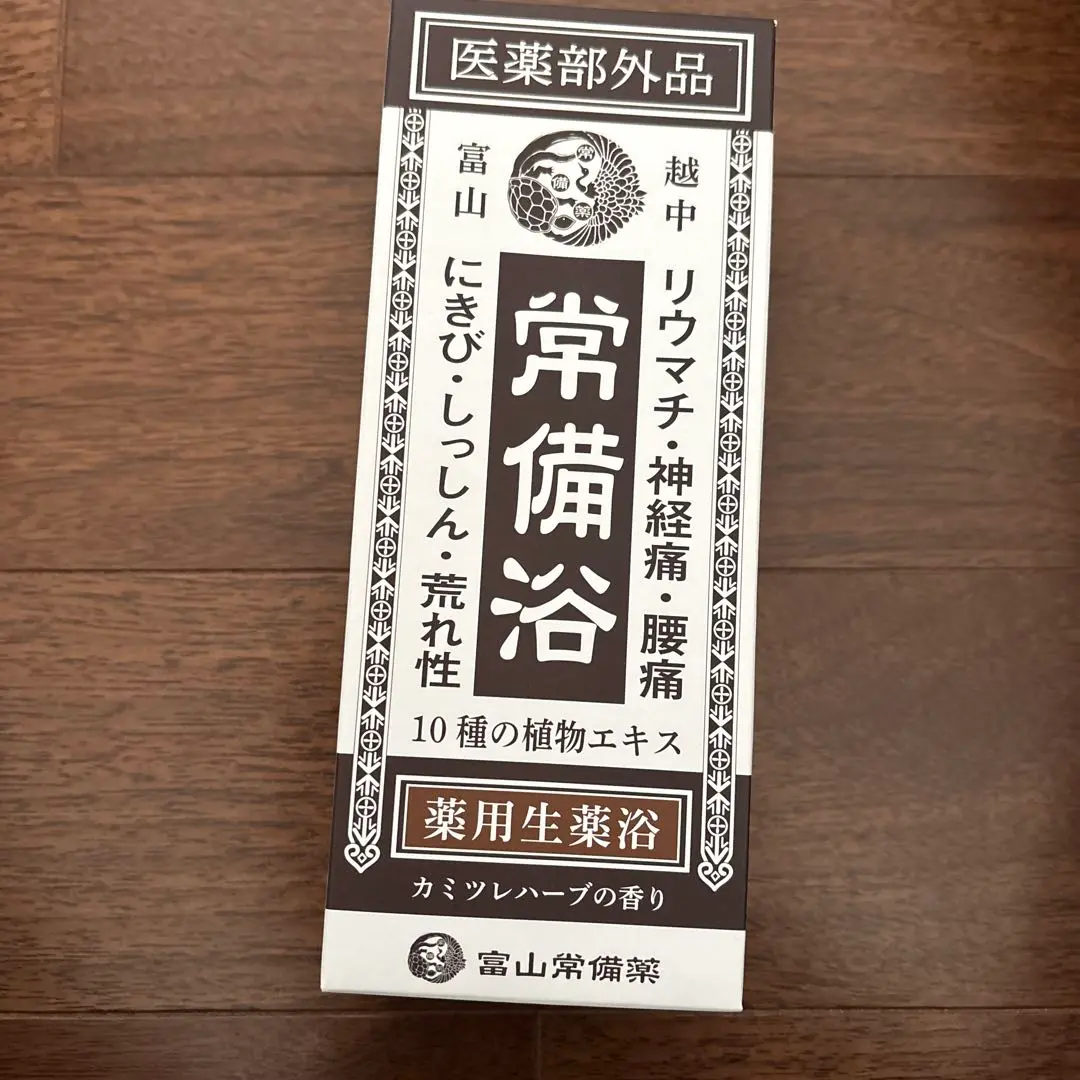 医薬部外品
越中
富山
常
備
薬
リウマチ・神経痛・腰痛
常備浴
にきび・しっしん・荒れ性
10種の植物エキス
薬用生薬浴
カミツレハーブの香り
富山常備薬